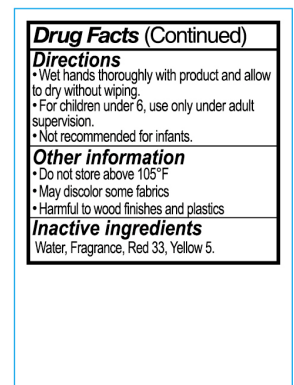 Drug Facts (Continued)
Directions
• Wet hands thoroughly with product and allow
to dry without wiping.
• For children under 6, use only under adult
supervision.
• Not recommended for infants.
Other information
• Do not store above 105°F
• May discolor some fabrics
• Harmful to wood finishes and plastics
Inactive ingredients
Water, Fragrance, Red 33, Yellow 5.